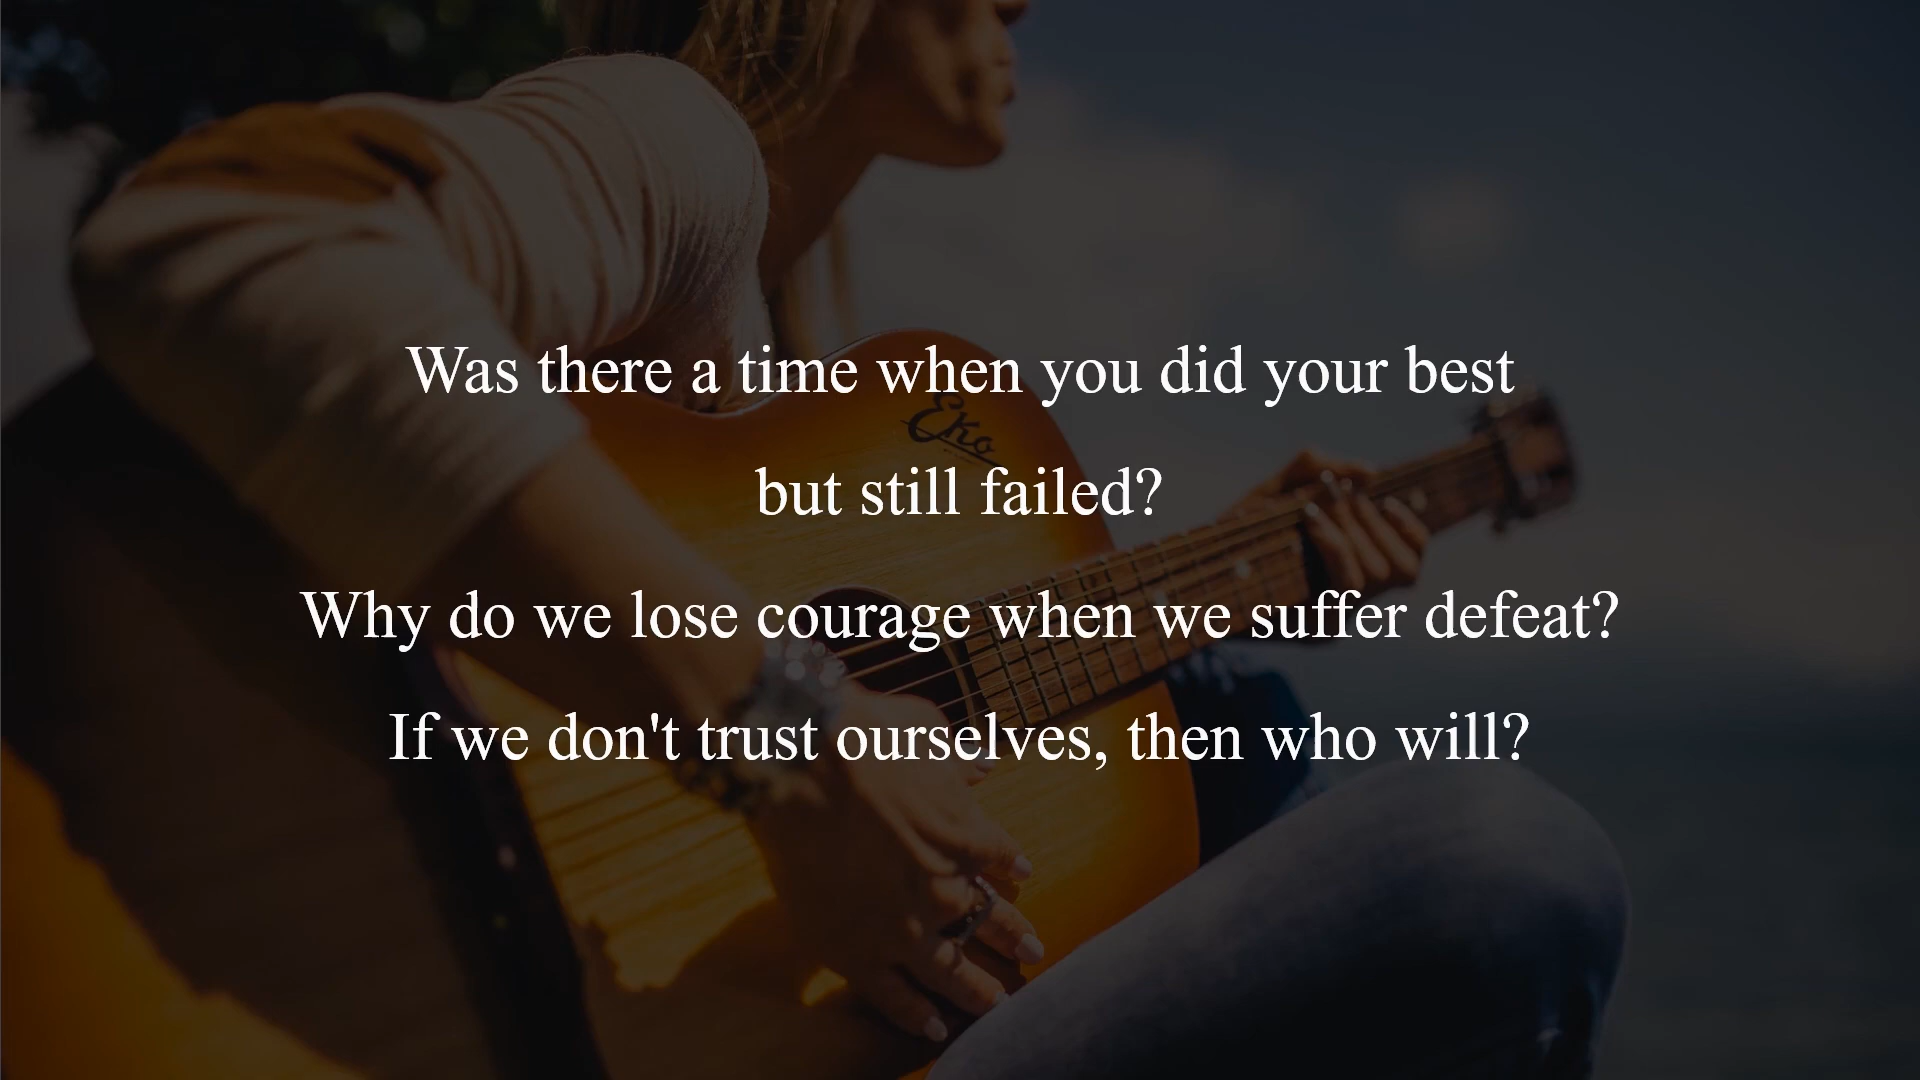 Was there a time when you did your best
Eko
but still failed?
Why do we lose courage when we suffer defeat?
If we don't trust ourselves, then who will?